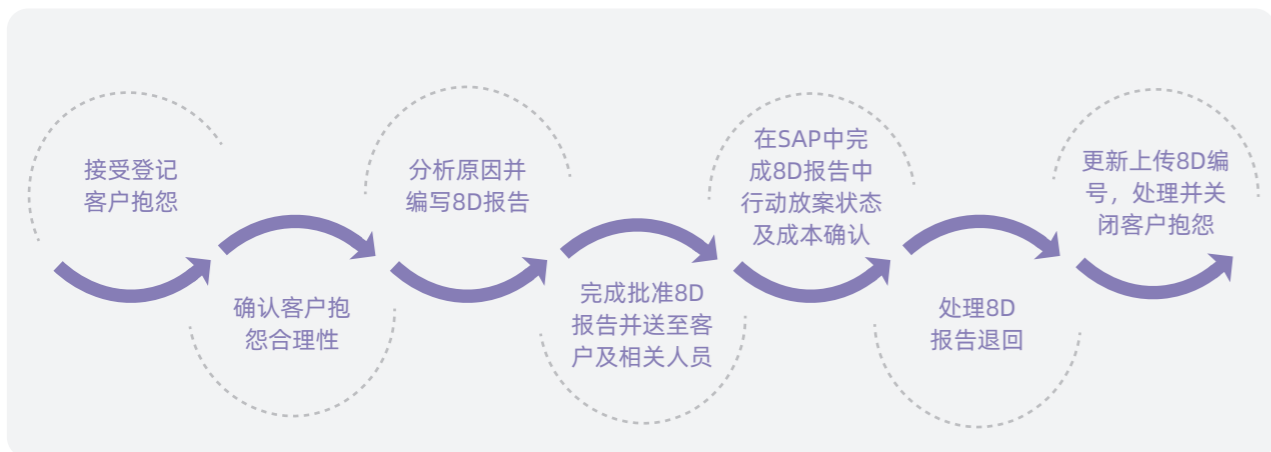 接受登记
客户抱怨
确认客户抱
怨合理性
分析原因并
编写8D报告
完成批准8D
报告并送至客
户及相关人员
在SAP中完
成8D报告中
行动放案状态
及成本确认
处理8D
报告退回
更新上传8D编
号，处理并关
闭客户抱怨